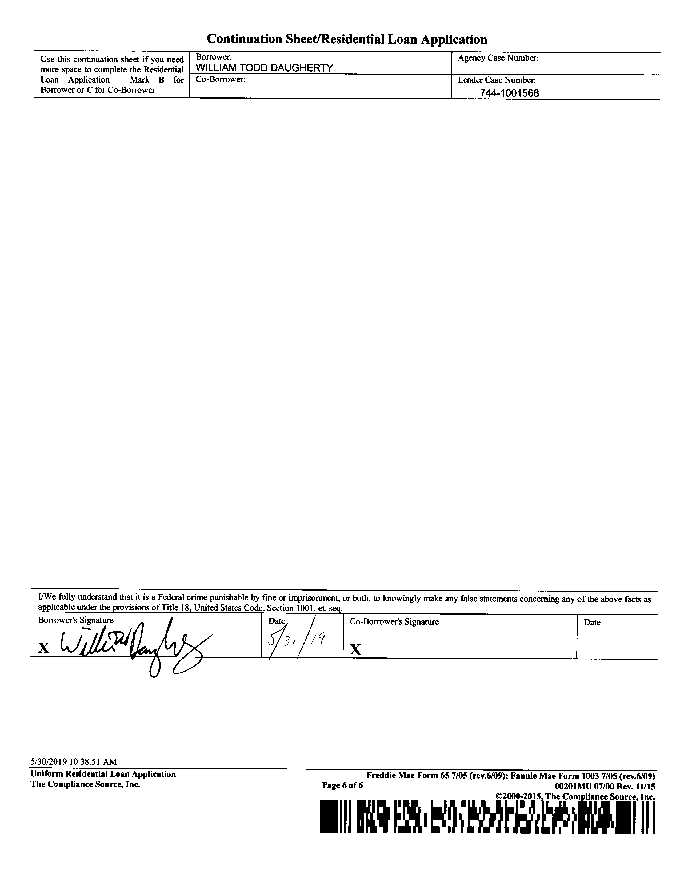 Continuation Sheet/Residential Loan Application
Use this continuation sheet if you need
more space to complete the Residential
Loan Application Mark B for
Borrower or C for Co-Borrower
Borrower:
WILLIAM TODD DAUGHERTY
Co-Borrower:
Agency Case Number:
Lender Case Number:
744-1001568
I/We fully understand that it is a Federal crime punishable by fine or imprisonment, or both, to knowingly make any false statements concerning any of the above facts as
applicable under the provisions of Title 18, United States Code, Section 1001, et. seq.
Borrower's Signature
X
Date
5/31/19
Co-Borrower's Signature
X
Date
5/30/2019 10:38:51 AM
Uniform Residential Loan Application
The Compliance Source, Inc.
Page 6 of 6
Freddie Mac Form 65 7/05 (rev.6/09); Fannie Mae Form 1003 7/05 (rev.6/09)
00201MU 07/00 Rev. 11/15
©2000-2015, The Compliance Source, Inc.